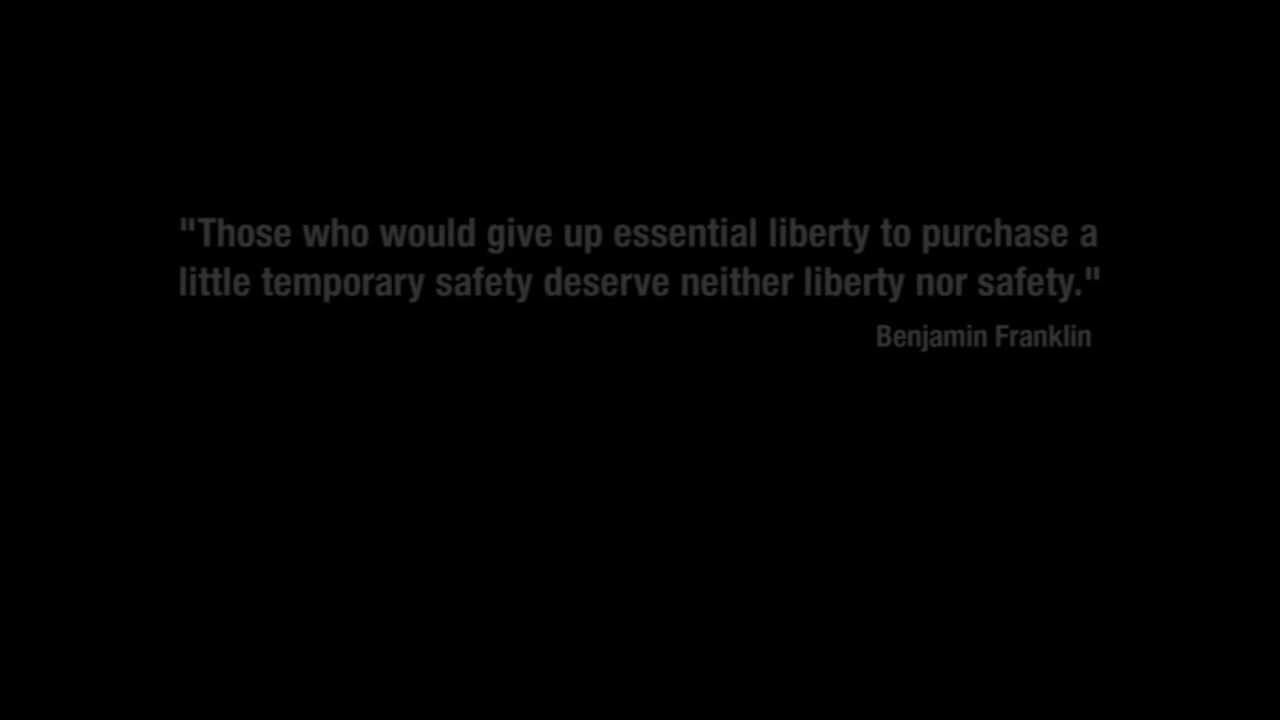 "Those who would give up essential liberty to purchase a
little temporary safety deserve neither liberty nor safety."
Benjamin Franklin